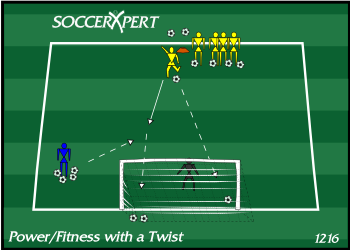 SOCCERXPERT
Power/Fitness with a Twist
1216